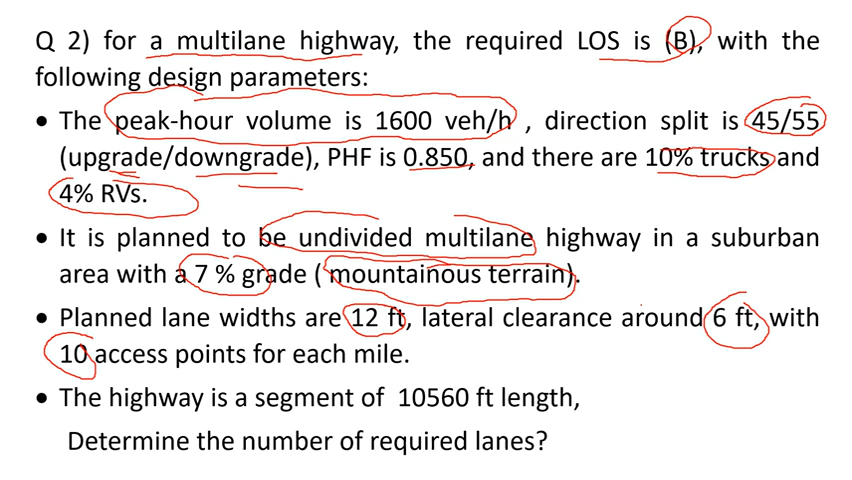 Q 2) for a multilane highway, the required LOS is (B), with the
following design parameters:
• The peak-hour volume is 1600 veh/h , direction split is 45/55
(upgrade/downgrade), PHF is 0.850, and there are 10% trucks and
4% RVs.
• It is planned to be undivided multilane highway in a suburban
area with a 7 % grade ( mountainous terrain).
• Planned lane widths are 12 ft, lateral clearance around 6 ft, with
10 access points for each mile.
• The highway is a segment of 10560 ft length,
Determine the number of required lanes?